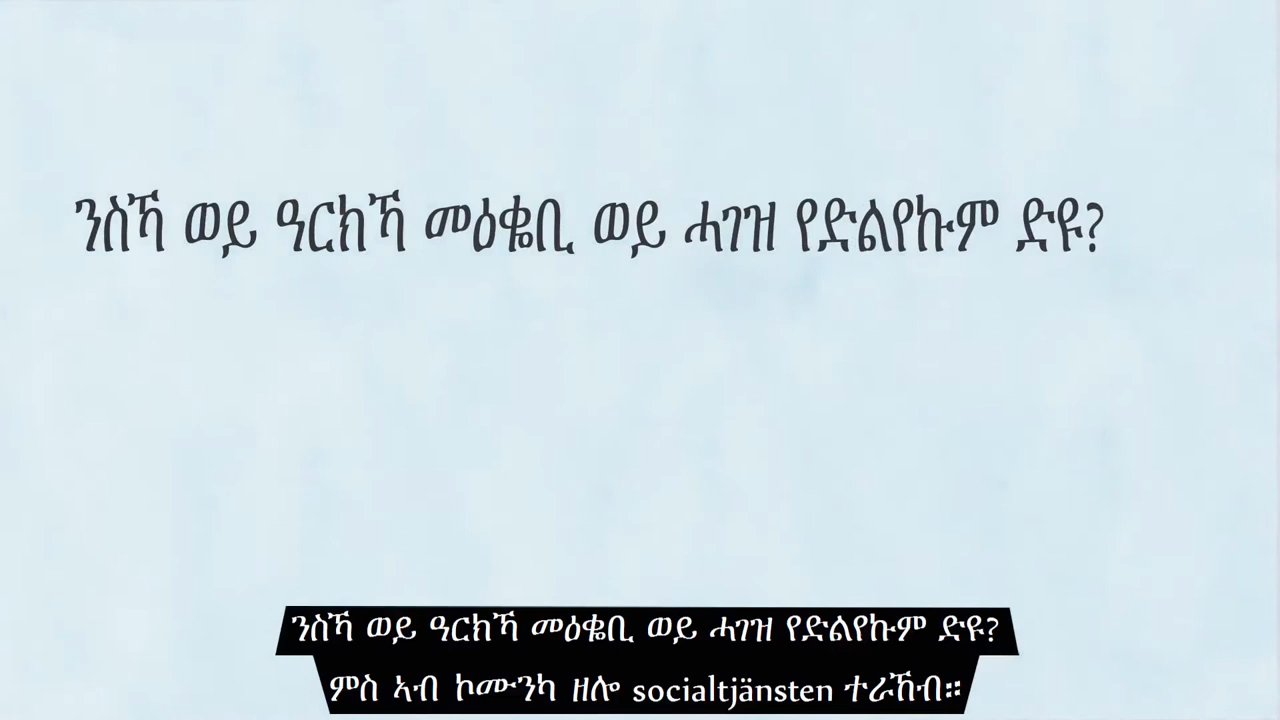 ንስኻ ወይ ዓርክኻ መዕቈቢ ወይ ሓገዝ የድልየኩም ድዩ?
ንስኻ ወይ ዓርክኻ መዕቈቢ ወይ ሓገዝ የድልየኩም ድዩ?
ምስ ኣብ ኮሙንካ ዘሎ socialtjänsten ተራኸብ።